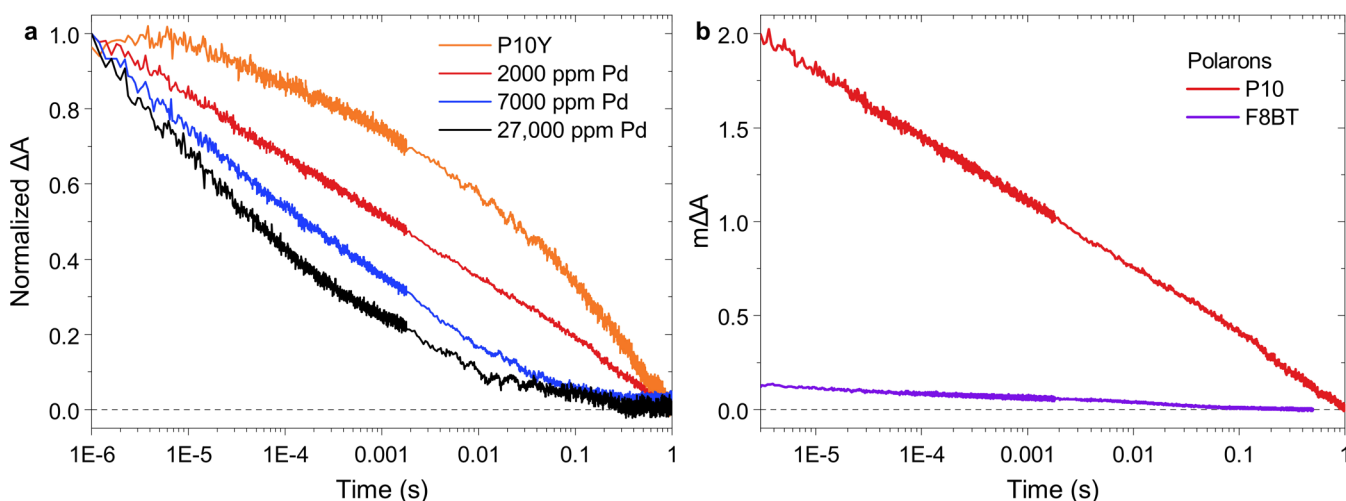 a
Normalized ΔA
1.0
0.8
0.6
0.4
0.2
0.0
P10Y
2000 ppm Pd
7000 ppm Pd
27,000 ppm Pd
1E-6
1E-5
1E-4
0.001
0.01
0.1
1
Time (s)
b
mΔA
2.0
1.5
1.0
0.5
0.0
Polarons
P10
F8BT
1E-5
1E-4
0.001
0.01
0.1
1
Time (s)